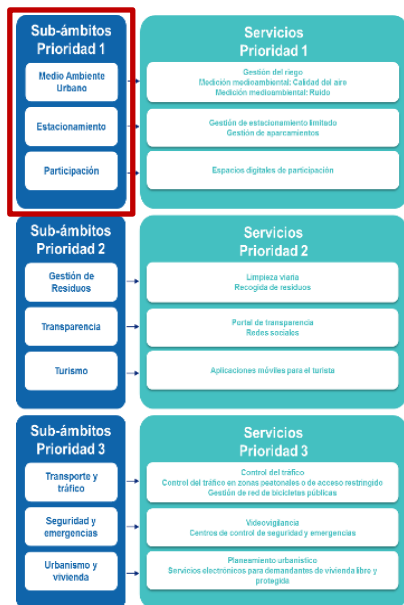 Sub-ámbitos
Prioridad 1
Servicios
Prioridad 1
Medio Ambiente
Urbano
Gestión del riego
Medición medioambiental: Calidad del aire
Medición medioambiental: Ruido
Estacionamiento
Gestión de estacionamiento limitado
Gestión de aparcamientos
Participación
Espacios digitales de participación
Sub-ámbitos
Prioridad 2
Servicios
Prioridad 2
Gestión de
Residuos
Limpieza viaria
Recogida de residuos
Transparencia
Portal de transparencia
Redes sociales
Turismo
Aplicaciones móviles para el turista
Sub-ámbitos
Prioridad 3
Servicios
Prioridad 3
Transporte y
tráfico
Control del tráfico
Control del tráfico en zonas peatonales o de acceso restringido
Gestión de red de bicicletas públicas
Seguridad y
emergencias
Videovigilancia
Centros de control de seguridad y emergencias
Urbanismo y
vivienda
Planeamiento urbanístico
Servicios electrónicos para demandantes de vivienda libre y
protegida